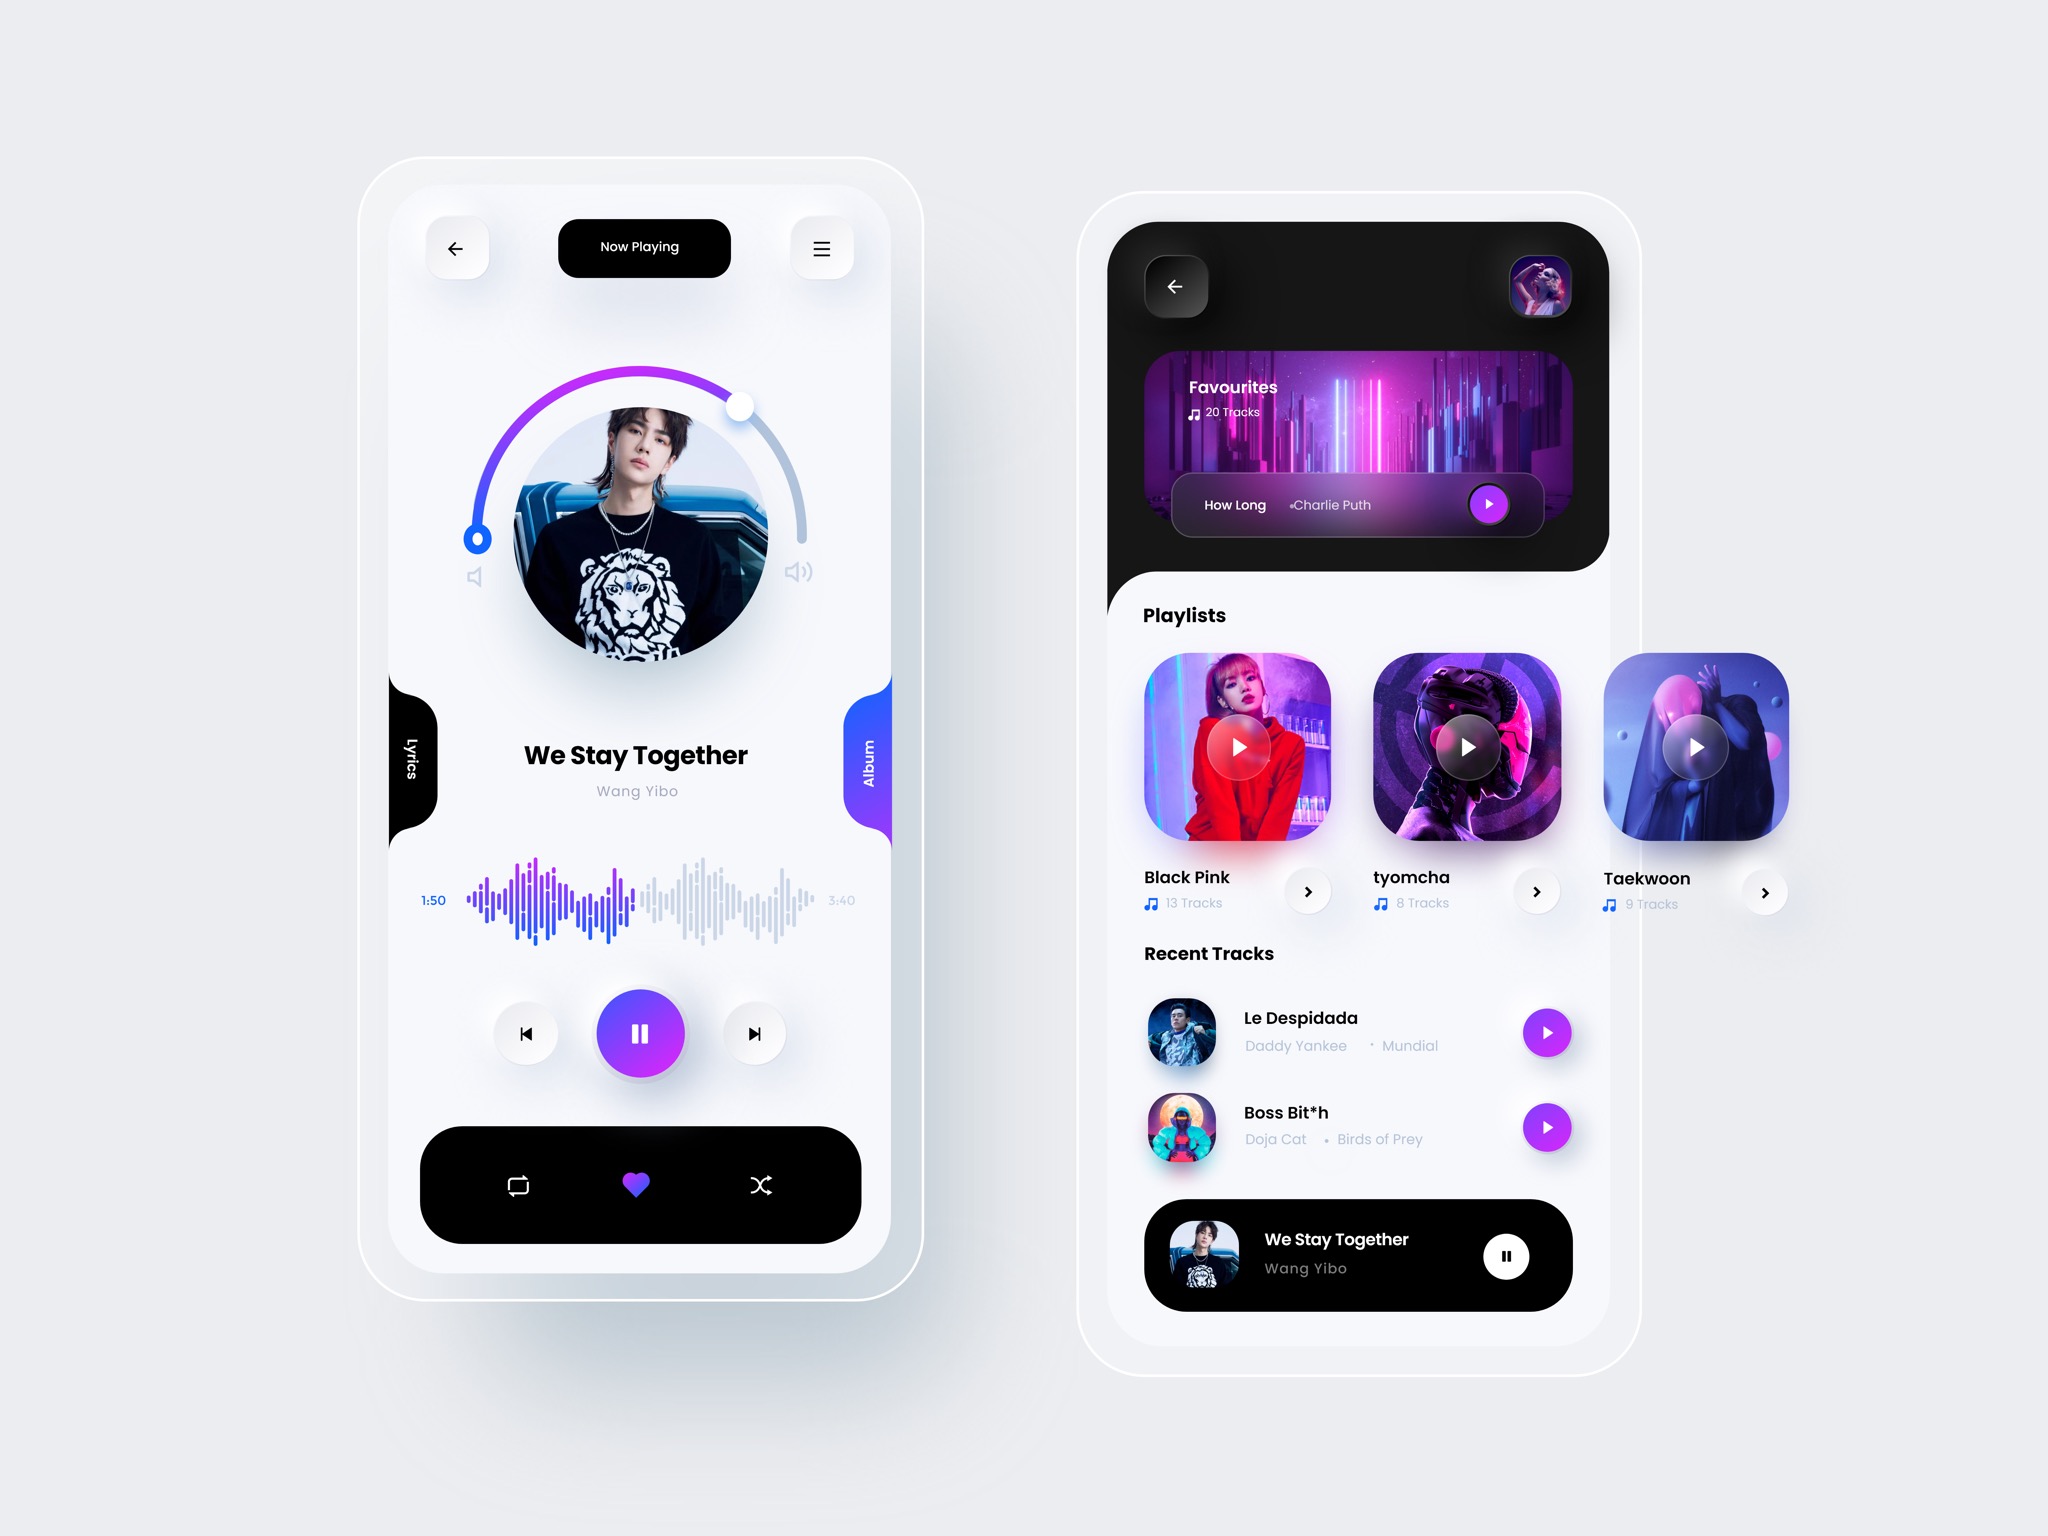 Now Playing
Lyrics
Album
We Stay Together
Wang Yibo
1:50
3:40
Favourites
20 Tracks
How Long •Charlie Puth
Playlists
Black Pink
13 Tracks
tyomcha
8 Tracks
Taekwoon
9 Tracks
Recent Tracks
Le Despidada
Daddy Yankee • Mundial
Boss Bit*h
Doja Cat • Birds of Prey
We Stay Together
Wang Yibo